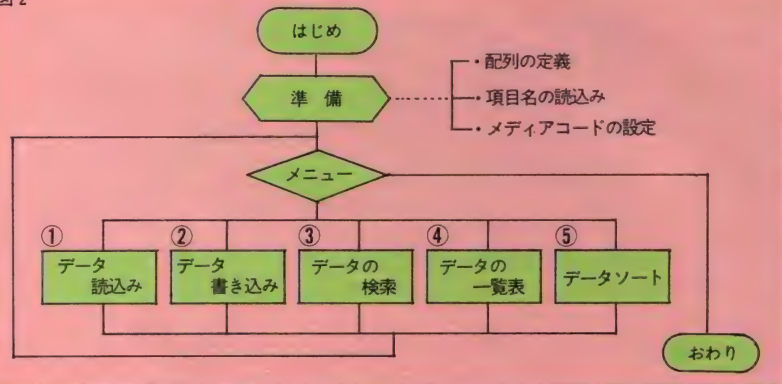 図2
はじめ
準 備
・配列の定義
・項目名の読込み
・メディアコードの設定
メニュー
①
データ
読込み
②
データ
書き込み
③
データの
検索
④
データの
一覧表
⑤
データソート
おわり